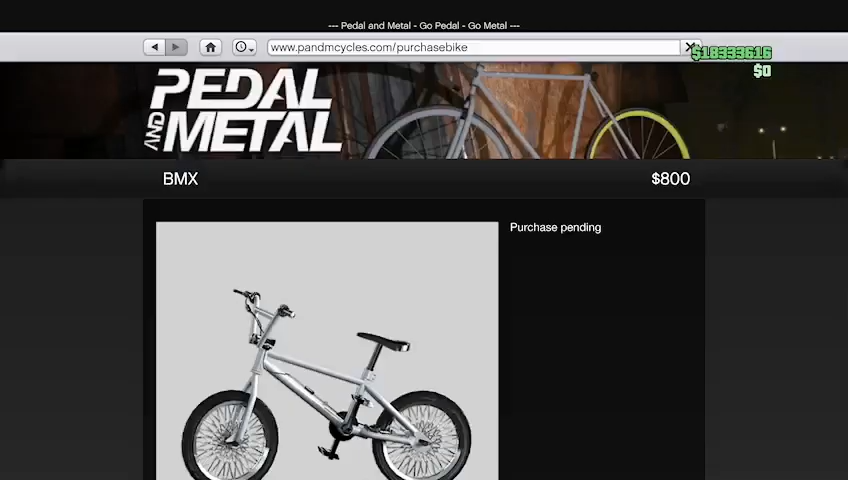 --- Pedal and Metal - Go Pedal - Go Metal ---
www.pandmcycles.com/purchasebike
$18333616
$0
PEDAL
AND
METAL
BMX
$800
Purchase pending